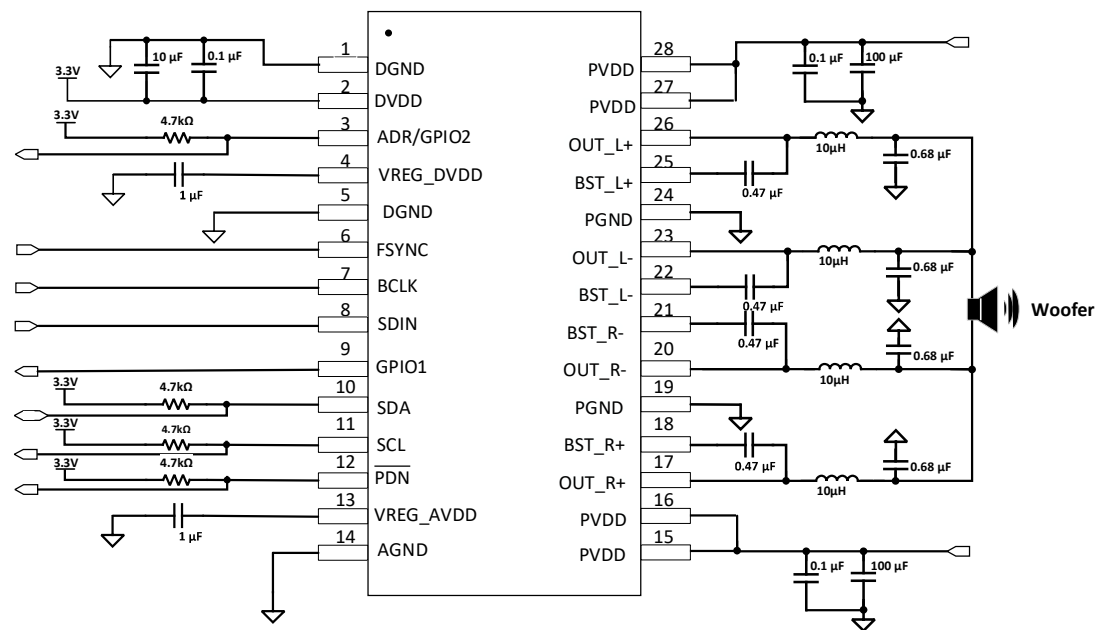 10 µF
0.1 µF
1
DGND
3.3V
2
DVDD
3.3V
4.7kΩ
3
ADR/GPIO2
4
VREG_DVDD
1 µF
5
DGND
6
FSYNC
7
BCLK
8
SDIN
9
GPIO1
3.3V
4.7kΩ
10
SDA
3.3V
4.7kΩ
11
SCL
3.3V
4.7kΩ
12
PDN
13
VREG_AVDD
1 µF
14
AGND
28
PVDD
0.1 µF
100 µF
27
PVDD
26
OUT_L+
10µH
0.68 µF
25
BST_L+
0.47 µF
24
PGND
23
OUT_L-
10µH
0.68 µF
22
BST_L-
0.47 µF
21
BST_R-
0.47 µF
Woofer
0.68 µF
20
OUT_R-
10µH
19
PGND
18
BST_R+
0.47 µF
0.68 µF
17
OUT_R+
10µH
16
PVDD
15
PVDD
0.1 µF
100 µF